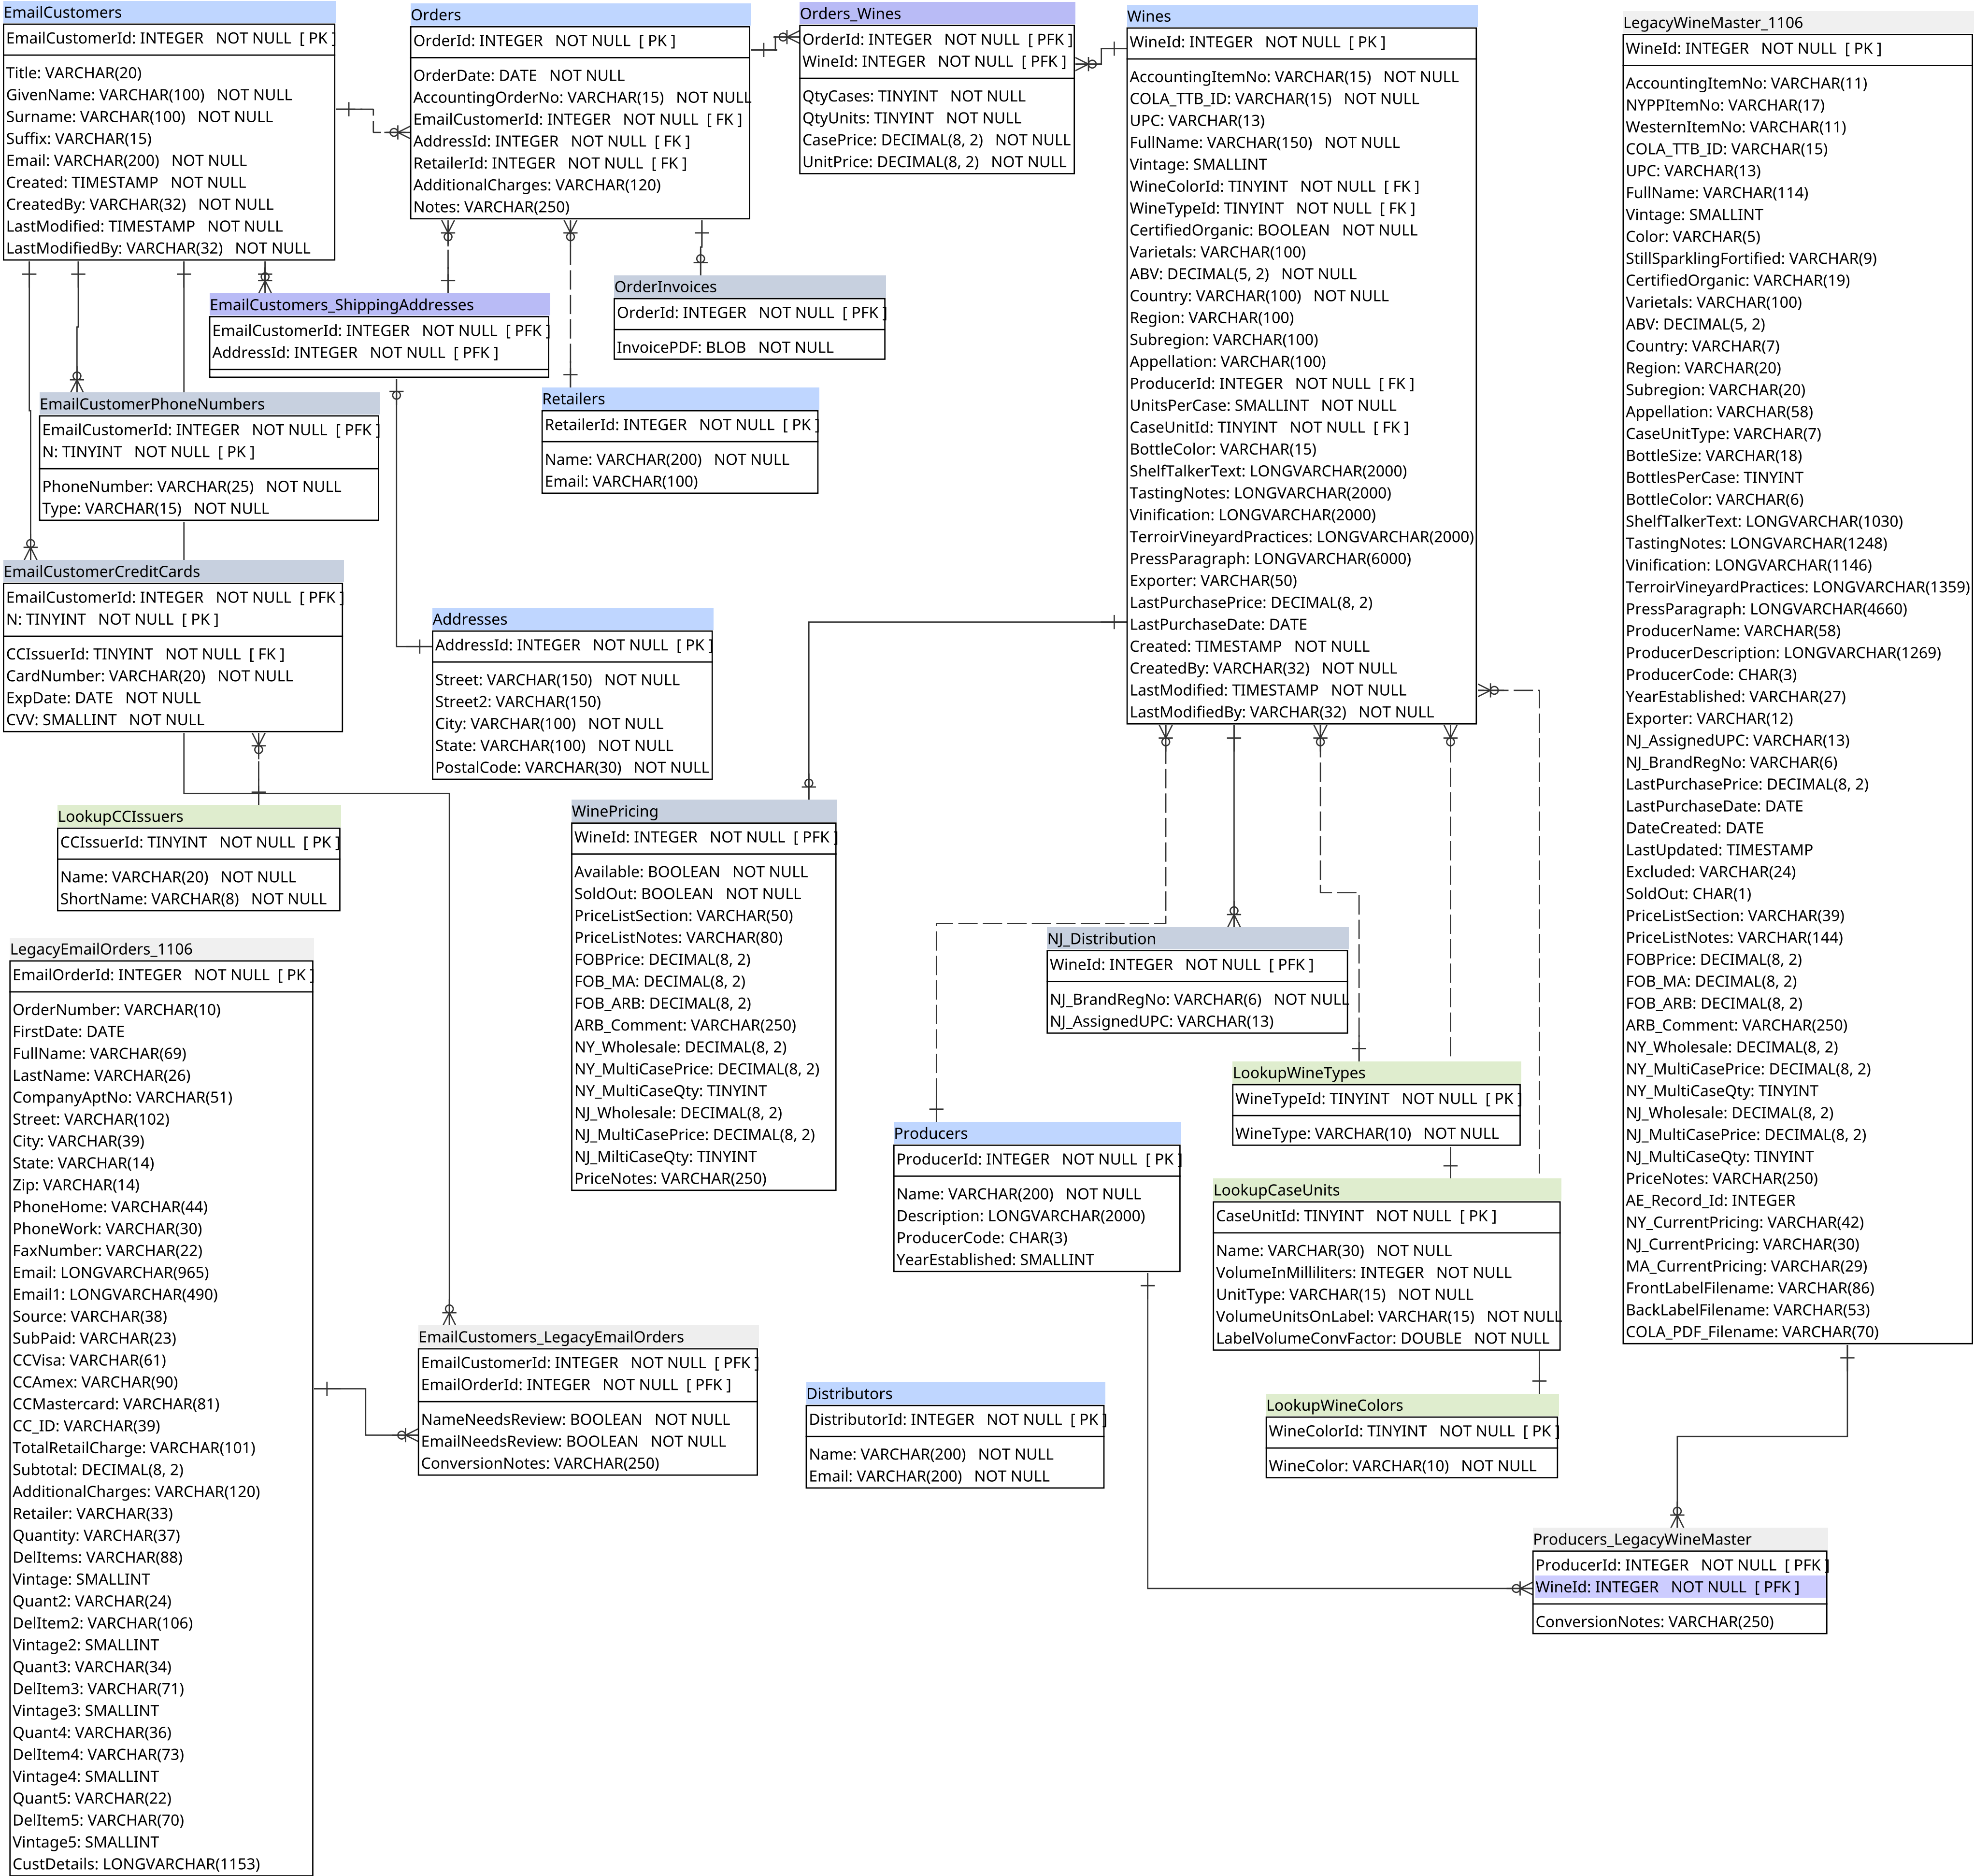 EmailCustomers
EmailCustomerId: INTEGER   NOT NULL  [ PK ]
Title: VARCHAR(20)
GivenName: VARCHAR(100)   NOT NULL
Surname: VARCHAR(100)   NOT NULL
Suffix: VARCHAR(15)
Email: VARCHAR(200)   NOT NULL
Created: TIMESTAMP   NOT NULL
CreatedBy: VARCHAR(32)   NOT NULL
LastModified: TIMESTAMP   NOT NULL
LastModifiedBy: VARCHAR(32)   NOT NULL
Orders
OrderId: INTEGER   NOT NULL  [ PK ]
OrderDate: DATE   NOT NULL
AccountingOrderNo: VARCHAR(15)   NOT NULL
EmailCustomerId: INTEGER   NOT NULL  [ FK ]
AddressId: INTEGER   NOT NULL  [ FK ]
RetailerId: INTEGER   NOT NULL  [ FK ]
AdditionalCharges: VARCHAR(120)
Notes: VARCHAR(250)
Orders_Wines
OrderId: INTEGER   NOT NULL  [ PFK ]
WineId: INTEGER   NOT NULL  [ PFK ]
QtyCases: TINYINT   NOT NULL
QtyUnits: TINYINT   NOT NULL
CasePrice: DECIMAL(8, 2)   NOT NULL
UnitPrice: DECIMAL(8, 2)   NOT NULL
Wines
WineId: INTEGER   NOT NULL  [ PK ]
AccountingItemNo: VARCHAR(15)   NOT NULL
COLA_TTB_ID: VARCHAR(15)   NOT NULL
UPC: VARCHAR(13)
FullName: VARCHAR(150)   NOT NULL
Vintage: SMALLINT
WineColorId: TINYINT   NOT NULL  [ FK ]
WineTypeId: TINYINT   NOT NULL  [ FK ]
CertifiedOrganic: BOOLEAN   NOT NULL
Varietals: VARCHAR(100)
ABV: DECIMAL(5, 2)   NOT NULL
Country: VARCHAR(100)   NOT NULL
Region: VARCHAR(100)
Subregion: VARCHAR(100)
Appellation: VARCHAR(100)
ProducerId: INTEGER   NOT NULL  [ FK ]
UnitsPerCase: SMALLINT   NOT NULL
CaseUnitId: TINYINT   NOT NULL  [ FK ]
BottleColor: VARCHAR(15)
ShelfTalkerText: LONGVARCHAR(2000)
TastingNotes: LONGVARCHAR(2000)
Vinification: LONGVARCHAR(2000)
TerroirVineyardPractices: LONGVARCHAR(2000)
PressParagraph: LONGVARCHAR(6000)
Exporter: VARCHAR(50)
LastPurchasePrice: DECIMAL(8, 2)
LastPurchaseDate: DATE
Created: TIMESTAMP   NOT NULL
CreatedBy: VARCHAR(32)   NOT NULL
LastModified: TIMESTAMP   NOT NULL
LastModifiedBy: VARCHAR(32)   NOT NULL
LegacyWineMaster_1106
WineId: INTEGER   NOT NULL  [ PK ]
AccountingItemNo: VARCHAR(11)
NYPPItemNo: VARCHAR(17)
WesternItemNo: VARCHAR(11)
COLA_TTB_ID: VARCHAR(15)
UPC: VARCHAR(13)
FullName: VARCHAR(114)
Vintage: SMALLINT
Color: VARCHAR(5)
StillSparklingFortified: VARCHAR(9)
CertifiedOrganic: VARCHAR(19)
Varietals: VARCHAR(100)
ABV: DECIMAL(5, 2)
Country: VARCHAR(7)
Region: VARCHAR(20)
Subregion: VARCHAR(20)
Appellation: VARCHAR(58)
CaseUnitType: VARCHAR(7)
BottleSize: VARCHAR(18)
BottlesPerCase: TINYINT
BottleColor: VARCHAR(6)
ShelfTalkerText: LONGVARCHAR(1030)
TastingNotes: LONGVARCHAR(1248)
Vinification: LONGVARCHAR(1146)
TerroirVineyardPractices: LONGVARCHAR(1359)
PressParagraph: LONGVARCHAR(4660)
ProducerName: VARCHAR(58)
ProducerDescription: LONGVARCHAR(1269)
ProducerCode: CHAR(3)
YearEstablished: VARCHAR(27)
Exporter: VARCHAR(12)
NJ_AssignedUPC: VARCHAR(13)
NJ_BrandRegNo: VARCHAR(6)
LastPurchasePrice: DECIMAL(8, 2)
LastPurchaseDate: DATE
DateCreated: DATE
LastUpdated: TIMESTAMP
Excluded: VARCHAR(24)
SoldOut: CHAR(1)
PriceListSection: VARCHAR(39)
PriceListNotes: VARCHAR(144)
FOBPrice: DECIMAL(8, 2)
FOB_MA: DECIMAL(8, 2)
FOB_ARB: DECIMAL(8, 2)
ARB_Comment: VARCHAR(250)
NY_Wholesale: DECIMAL(8, 2)
NY_MultiCasePrice: DECIMAL(8, 2)
NY_MultiCaseQty: TINYINT
NJ_Wholesale: DECIMAL(8, 2)
NJ_MultiCasePrice: DECIMAL(8, 2)
NJ_MultiCaseQty: TINYINT
PriceNotes: VARCHAR(250)
AE_Record_Id: INTEGER
NY_CurrentPricing: VARCHAR(42)
NJ_CurrentPricing: VARCHAR(30)
MA_CurrentPricing: VARCHAR(29)
FrontLabelFilename: VARCHAR(86)
BackLabelFilename: VARCHAR(53)
COLA_PDF_Filename: VARCHAR(70)
EmailCustomers_ShippingAddresses
EmailCustomerId: INTEGER   NOT NULL  [ PFK ]
AddressId: INTEGER   NOT NULL  [ PFK ]
OrderInvoices
OrderId: INTEGER   NOT NULL  [ PFK ]
InvoicePDF: BLOB   NOT NULL
EmailCustomerPhoneNumbers
EmailCustomerId: INTEGER   NOT NULL  [ PFK ]
N: TINYINT   NOT NULL  [ PK ]
PhoneNumber: VARCHAR(25)   NOT NULL
Type: VARCHAR(15)   NOT NULL
Retailers
RetailerId: INTEGER   NOT NULL  [ PK ]
Name: VARCHAR(200)   NOT NULL
Email: VARCHAR(100)
EmailCustomerCreditCards
EmailCustomerId: INTEGER   NOT NULL  [ PFK ]
N: TINYINT   NOT NULL  [ PK ]
CCIssuerId: TINYINT   NOT NULL  [ FK ]
CardNumber: VARCHAR(20)   NOT NULL
ExpDate: DATE   NOT NULL
CVV: SMALLINT   NOT NULL
Addresses
AddressId: INTEGER   NOT NULL  [ PK ]
Street: VARCHAR(150)   NOT NULL
Street2: VARCHAR(150)
City: VARCHAR(100)   NOT NULL
State: VARCHAR(100)   NOT NULL
PostalCode: VARCHAR(30)   NOT NULL
LookupCCIssuers
CCIssuerId: TINYINT   NOT NULL  [ PK ]
Name: VARCHAR(20)   NOT NULL
ShortName: VARCHAR(8)   NOT NULL
WinePricing
WineId: INTEGER   NOT NULL  [ PFK ]
Available: BOOLEAN   NOT NULL
SoldOut: BOOLEAN   NOT NULL
PriceListSection: VARCHAR(50)
PriceListNotes: VARCHAR(80)
FOBPrice: DECIMAL(8, 2)
FOB_MA: DECIMAL(8, 2)
FOB_ARB: DECIMAL(8, 2)
ARB_Comment: VARCHAR(250)
NY_Wholesale: DECIMAL(8, 2)
NY_MultiCasePrice: DECIMAL(8, 2)
NY_MultiCaseQty: TINYINT
NJ_Wholesale: DECIMAL(8, 2)
NJ_MultiCasePrice: DECIMAL(8, 2)
NJ_MiltiCaseQty: TINYINT
PriceNotes: VARCHAR(250)
NJ_Distribution
WineId: INTEGER   NOT NULL  [ PFK ]
NJ_BrandRegNo: VARCHAR(6)   NOT NULL
NJ_AssignedUPC: VARCHAR(13)
LookupWineTypes
WineTypeId: TINYINT   NOT NULL  [ PK ]
WineType: VARCHAR(10)   NOT NULL
Producers
ProducerId: INTEGER   NOT NULL  [ PK ]
Name: VARCHAR(200)   NOT NULL
Description: LONGVARCHAR(2000)
ProducerCode: CHAR(3)
YearEstablished: SMALLINT
LookupCaseUnits
CaseUnitId: TINYINT   NOT NULL  [ PK ]
Name: VARCHAR(30)   NOT NULL
VolumeInMilliliters: INTEGER   NOT NULL
UnitType: VARCHAR(15)   NOT NULL
VolumeUnitsOnLabel: VARCHAR(15)   NOT NULL
LabelVolumeConvFactor: DOUBLE   NOT NULL
LegacyEmailOrders_1106
EmailOrderId: INTEGER   NOT NULL  [ PK ]
OrderNumber: VARCHAR(10)
FirstDate: DATE
FullName: VARCHAR(69)
LastName: VARCHAR(26)
CompanyAptNo: VARCHAR(51)
Street: VARCHAR(102)
City: VARCHAR(39)
State: VARCHAR(14)
Zip: VARCHAR(14)
PhoneHome: VARCHAR(44)
PhoneWork: VARCHAR(30)
FaxNumber: VARCHAR(22)
Email: LONGVARCHAR(965)
Email1: LONGVARCHAR(490)
Source: VARCHAR(38)
SubPaid: VARCHAR(23)
CCVisa: VARCHAR(61)
CCAmex: VARCHAR(90)
CCMastercard: VARCHAR(81)
CC_ID: VARCHAR(39)
TotalRetailCharge: VARCHAR(101)
Subtotal: DECIMAL(8, 2)
AdditionalCharges: VARCHAR(120)
Retailer: VARCHAR(33)
Quantity: VARCHAR(37)
DelItems: VARCHAR(88)
Vintage: SMALLINT
Quant2: VARCHAR(24)
DelItem2: VARCHAR(106)
Vintage2: SMALLINT
Quant3: VARCHAR(34)
DelItem3: VARCHAR(71)
Vintage3: SMALLINT
Quant4: VARCHAR(36)
DelItem4: VARCHAR(73)
Vintage4: SMALLINT
Quant5: VARCHAR(22)
DelItem5: VARCHAR(70)
Vintage5: SMALLINT
CustDetails: LONGVARCHAR(1153)
EmailCustomers_LegacyEmailOrders
EmailCustomerId: INTEGER   NOT NULL  [ PFK ]
EmailOrderId: INTEGER   NOT NULL  [ PFK ]
NameNeedsReview: BOOLEAN   NOT NULL
EmailNeedsReview: BOOLEAN   NOT NULL
ConversionNotes: VARCHAR(250)
Distributors
DistributorId: INTEGER   NOT NULL  [ PK ]
Name: VARCHAR(200)   NOT NULL
Email: VARCHAR(200)   NOT NULL
LookupWineColors
WineColorId: TINYINT   NOT NULL  [ PK ]
WineColor: VARCHAR(10)   NOT NULL
Producers_LegacyWineMaster
ProducerId: INTEGER   NOT NULL  [ PFK ]
WineId: INTEGER   NOT NULL  [ PFK ]
ConversionNotes: VARCHAR(250)